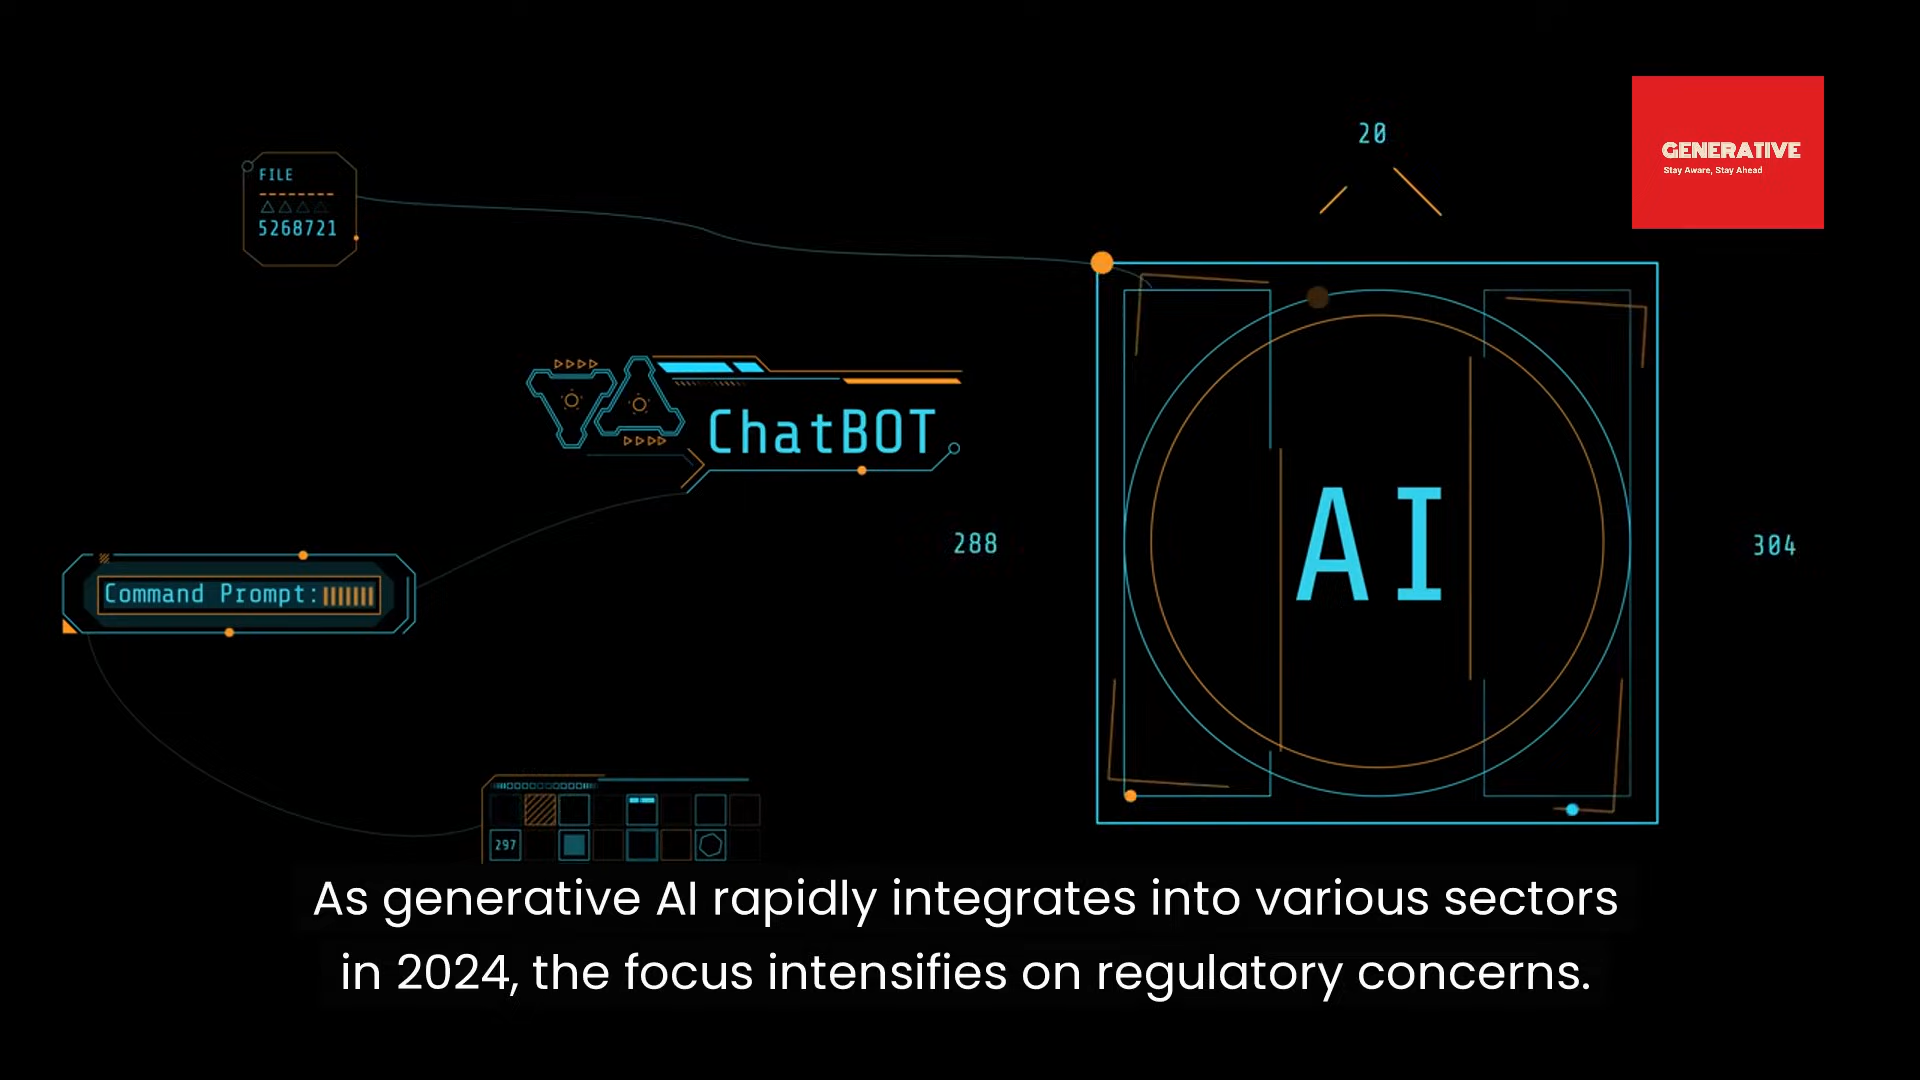 20
GENERATIVE
Stay Aware, Stay Ahead
FILE
5268721
ChatBOT
288
AI
304
Command Prompt:
297
As generative AI rapidly integrates into various sectors
in 2024, the focus intensifies on regulatory concerns.